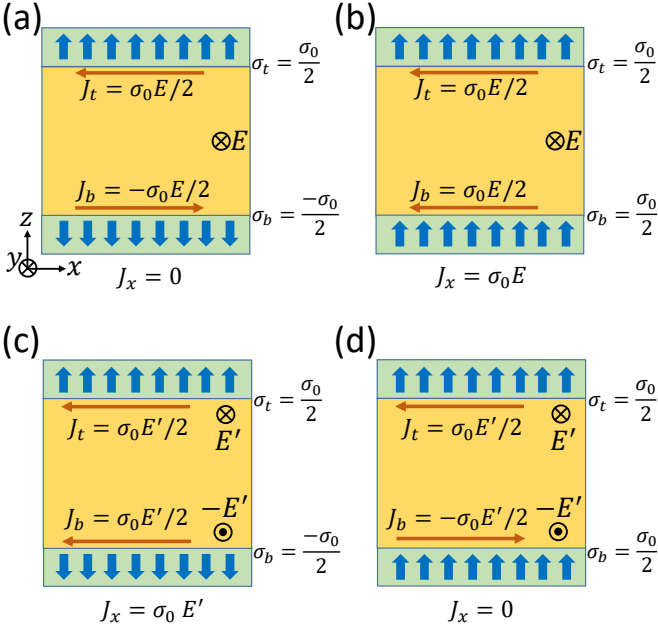 (a)
σ_t = σ_0/2
J_t = σ_0E/2
⊗E
J_b = −σ_0E/2
σ_b = −σ_0/2
z
y
x
J_x = 0
(b)
σ_t = σ_0/2
J_t = σ_0E/2
⊗E
J_b = σ_0E/2
σ_b = σ_0/2
J_x = σ_0E
(c)
σ_t = σ_0/2
J_t = σ_0E′/2
E′
−E′
J_b = σ_0E′/2
σ_b = −σ_0/2
J_x = σ_0 E′
(d)
σ_t = σ_0/2
J_t = σ_0E′/2
E′
−E′
J_b = −σ_0E′/2
σ_b = σ_0/2
J_x = 0